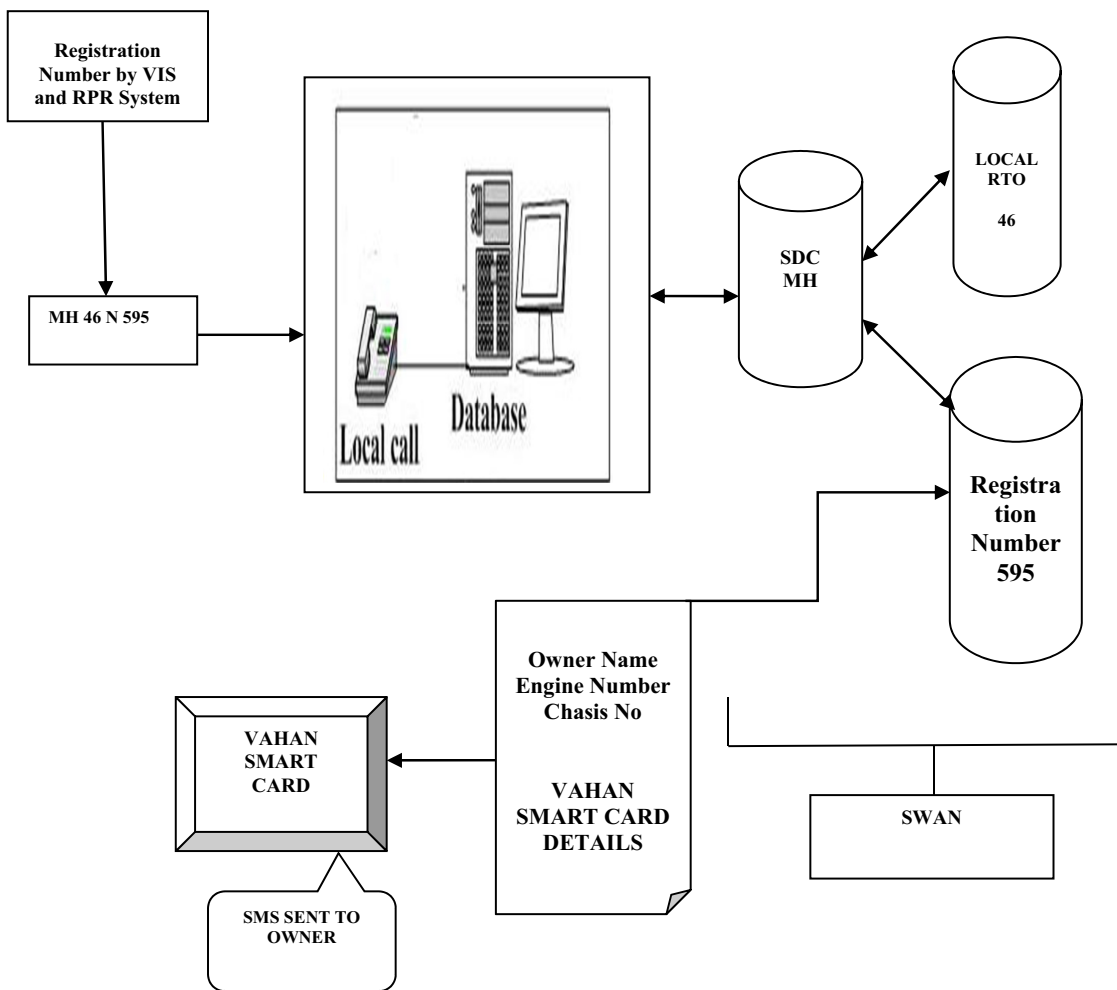 Registration
Number by VIS
and RPR System
MH 46 N 595
Local call
Database
SDC
MH
LOCAL
RTO
46
Registra
tion
Number
595
Owner Name
Engine Number
Chasis No
VAHAN
SMART CARD
DETAILS
VAHAN
SMART
CARD
SMS SENT TO
OWNER
SWAN